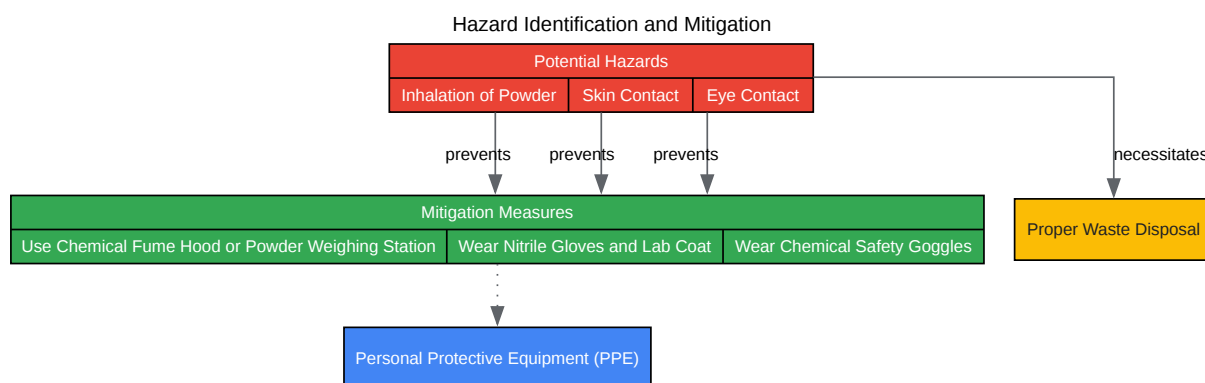 Hazard Identification and Mitigation
Potential Hazards
Inhalation of Powder
Skin Contact
Eye Contact
prevents
prevents
prevents
necessitates
Mitigation Measures
Use Chemical Fume Hood or Powder Weighing Station
Wear Nitrile Gloves and Lab Coat
Wear Chemical Safety Goggles
Proper Waste Disposal
Personal Protective Equipment (PPE)